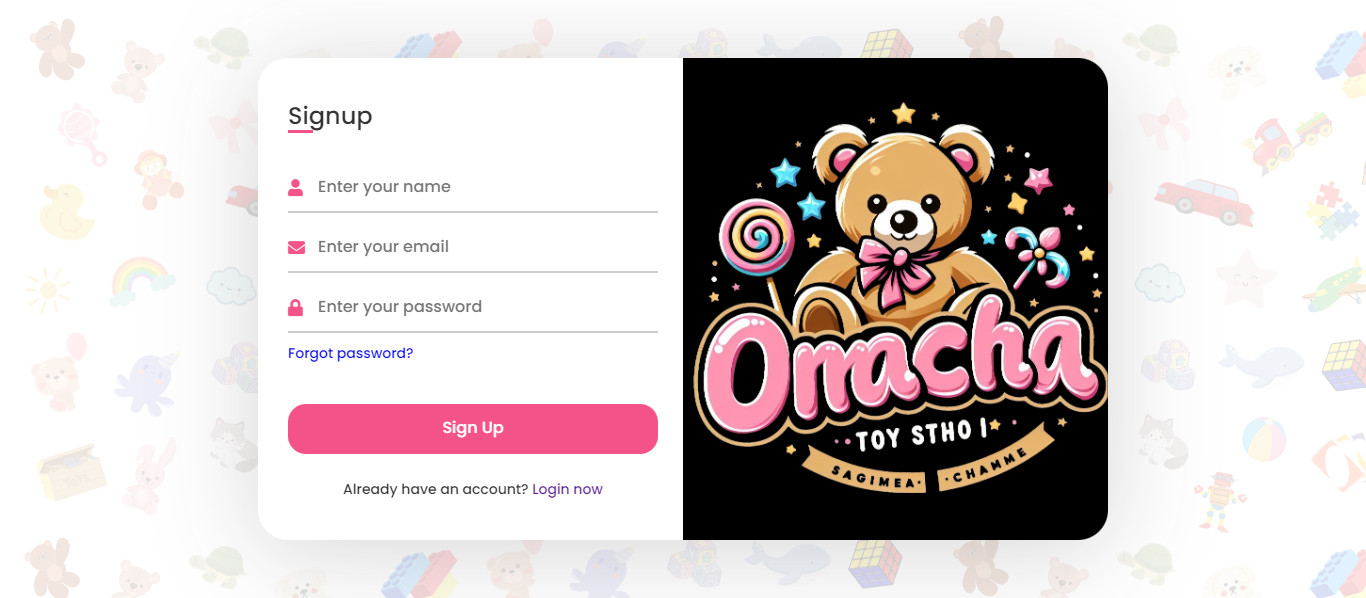 Signup
Enter your name
Enter your email
Enter your password
Forgot password?
Sign Up
Already have an account? Login now
Orracha
TOY STHO I
SAGIMEA · CHAMME